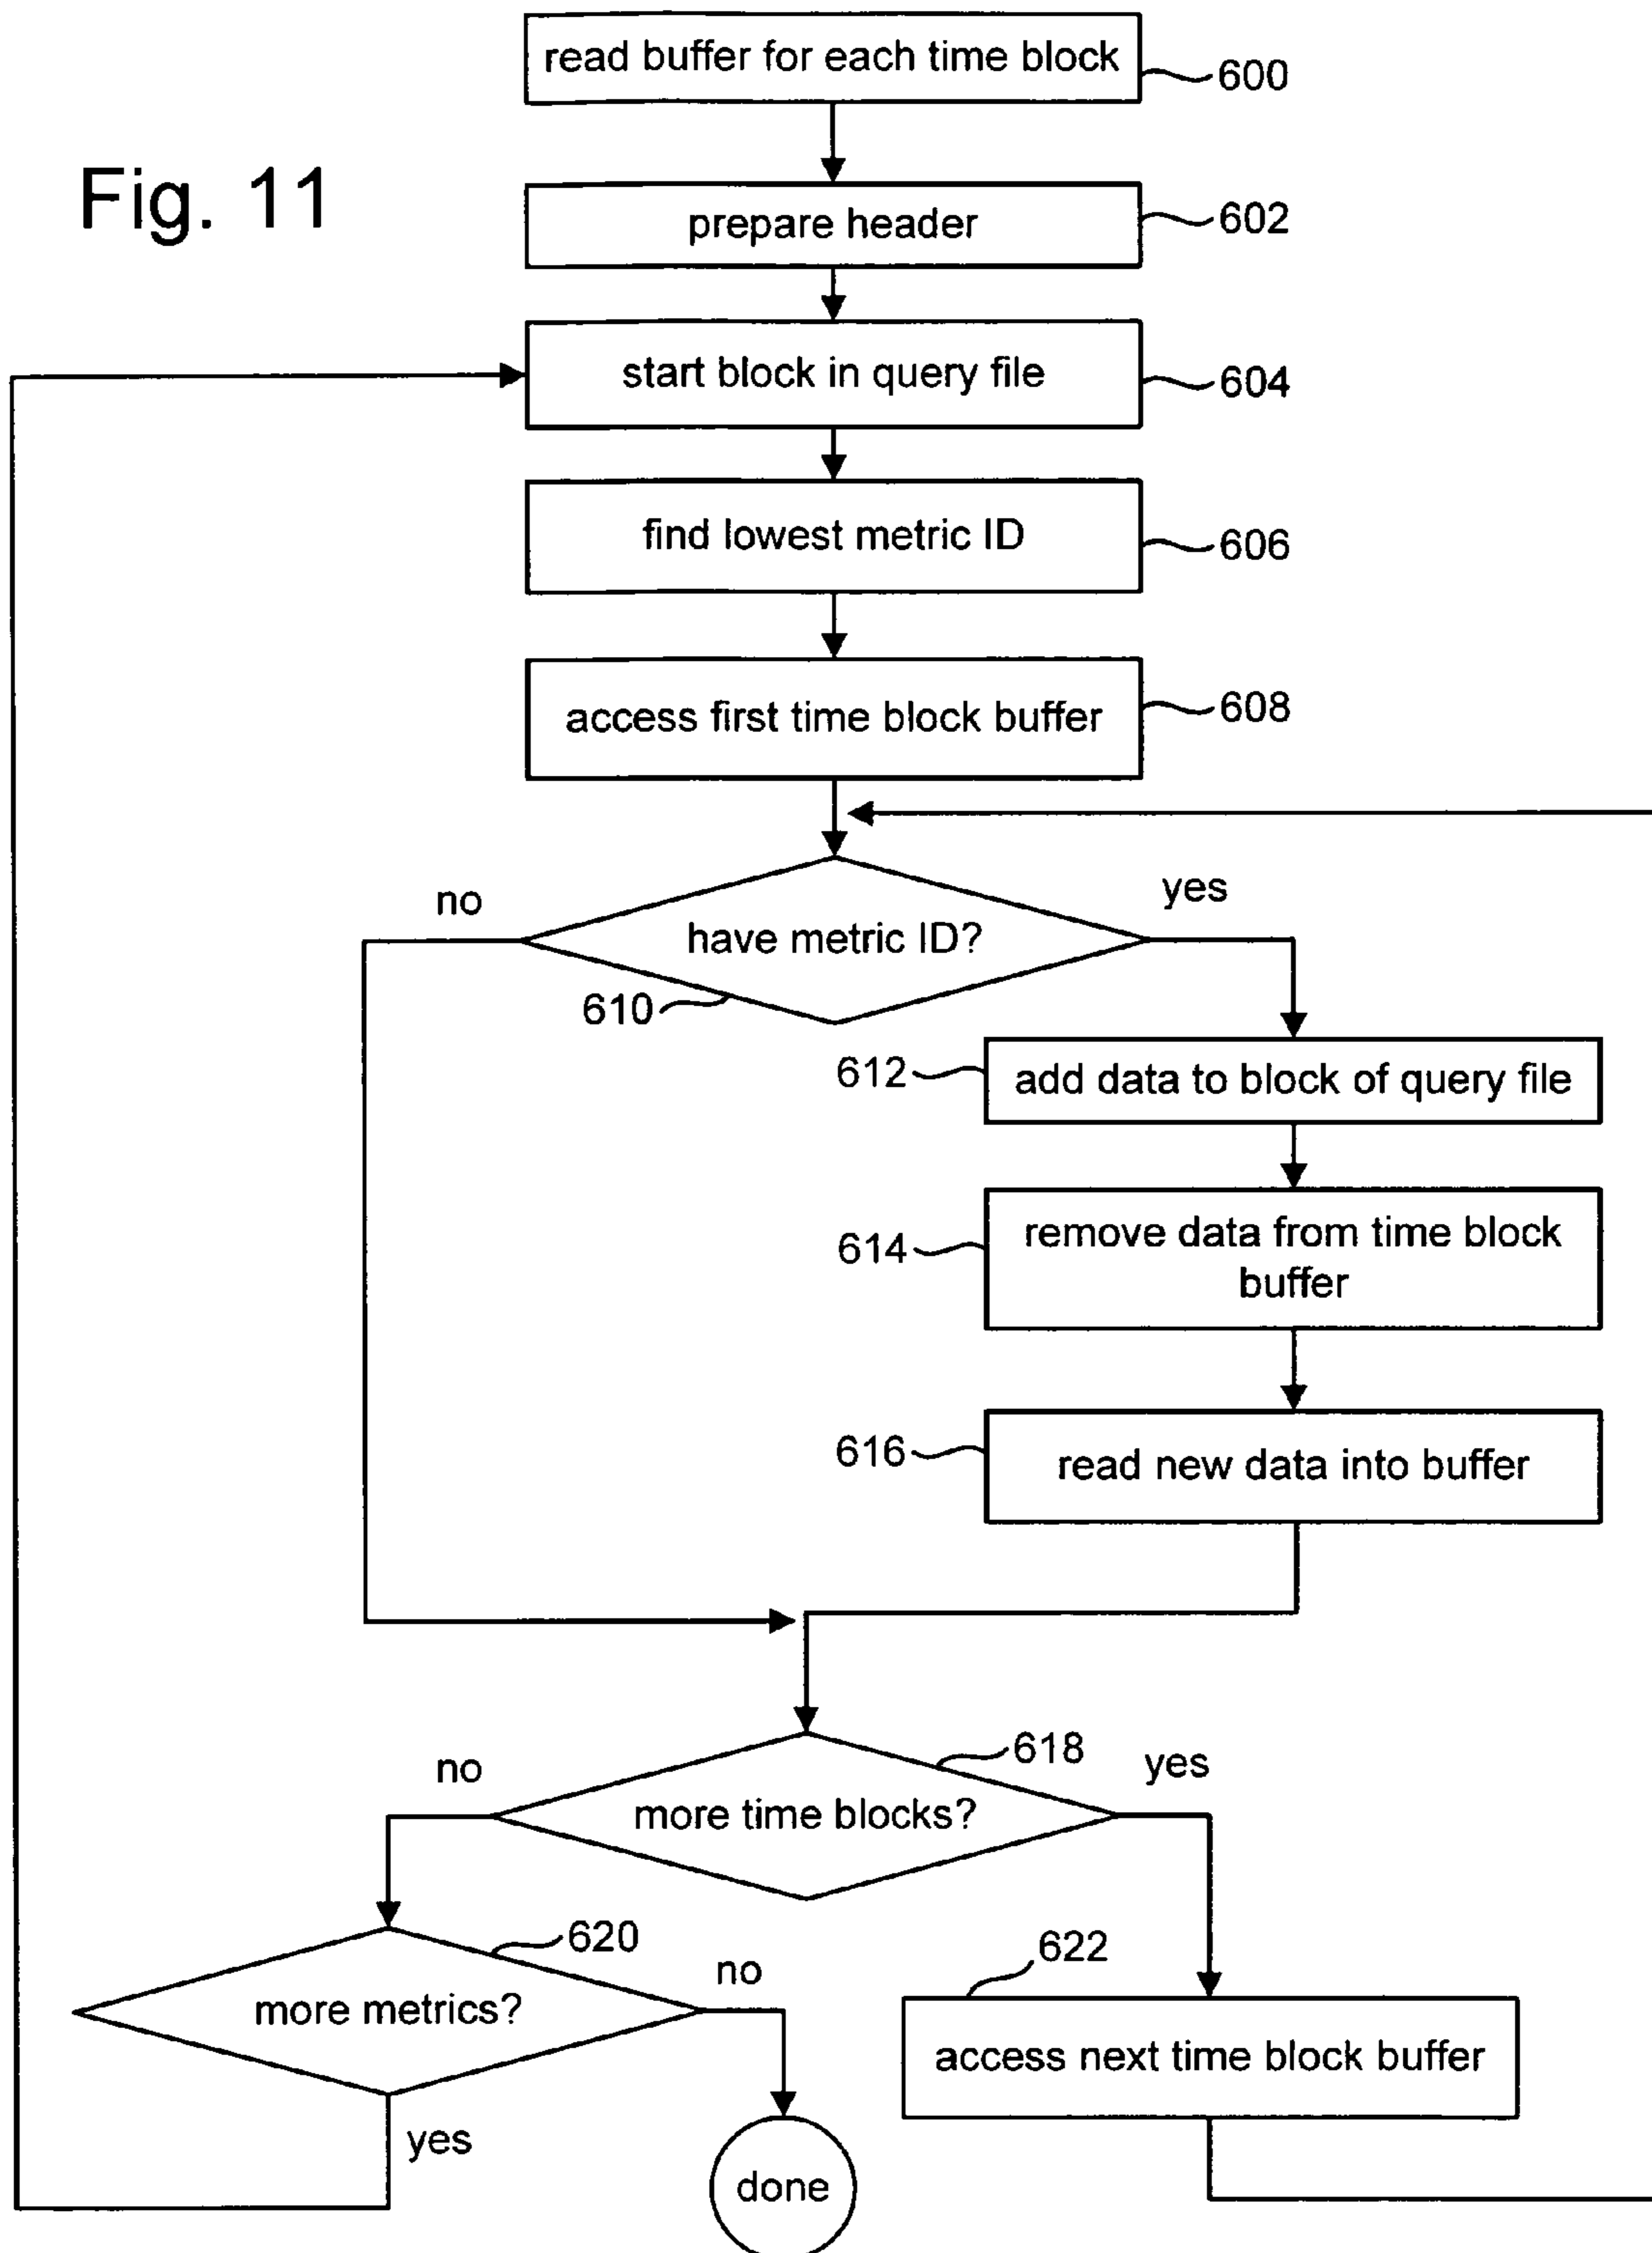 read buffer for each time block
600
Fig. 11
prepare header
602
start block in query file
604
find lowest metric ID
606
access first time block buffer
608
no
yes
have metric ID?
610
612
add data to block of query file
614
remove data from time block
buffer
616
read new data into buffer
618
no
yes
more time blocks?
620
622
no
more metrics?
access next time block buffer
yes
done